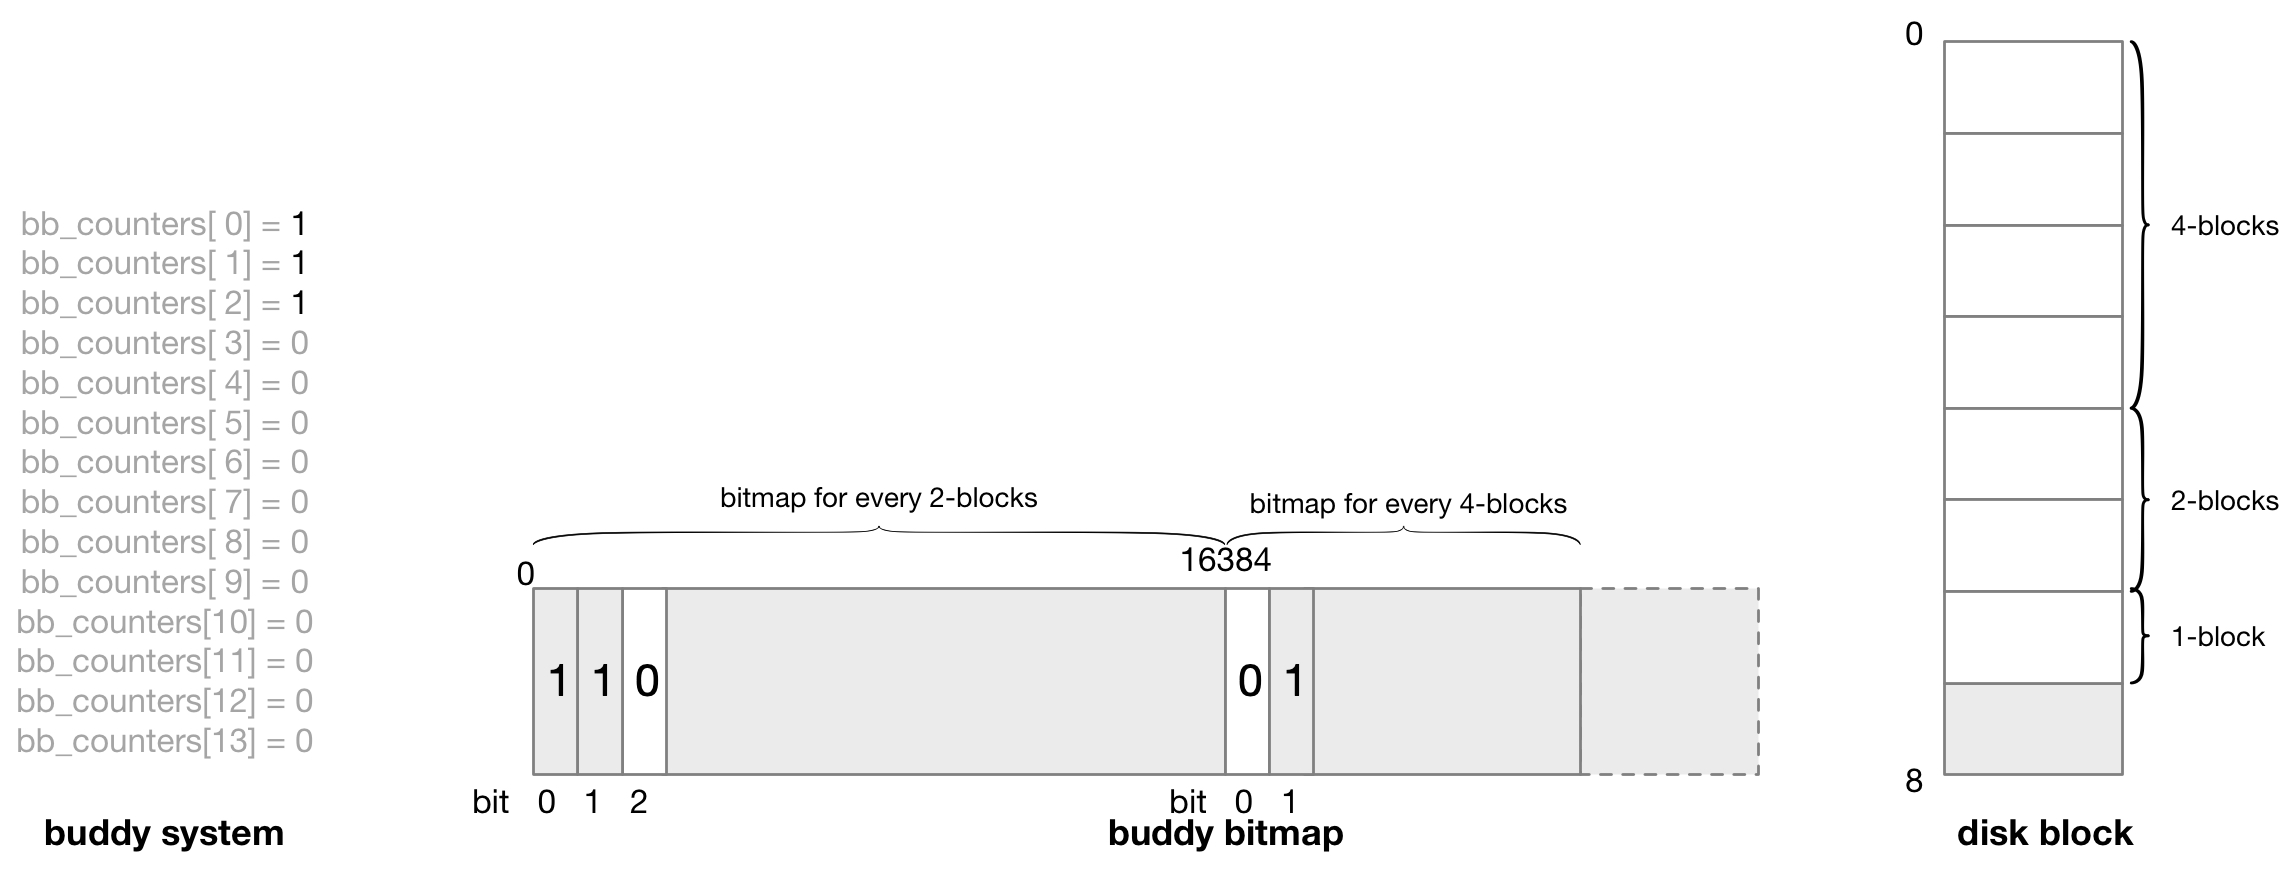 bb_counters[ 0] = 1
bb_counters[ 1] = 1
bb_counters[ 2] = 1
bb_counters[ 3] = 0
bb_counters[ 4] = 0
bb_counters[ 5] = 0
bb_counters[ 6] = 0
bb_counters[ 7] = 0
bb_counters[ 8] = 0
bb_counters[ 9] = 0
bb_counters[10] = 0
bb_counters[11] = 0
bb_counters[12] = 0
bb_counters[13] = 0
buddy system
bitmap for every 2-blocks
bitmap for every 4-blocks
0
16384
1 1 0
0 1
bit 0 1 2
bit 0 1
buddy bitmap
0
4-blocks
2-blocks
1-block
8
disk block